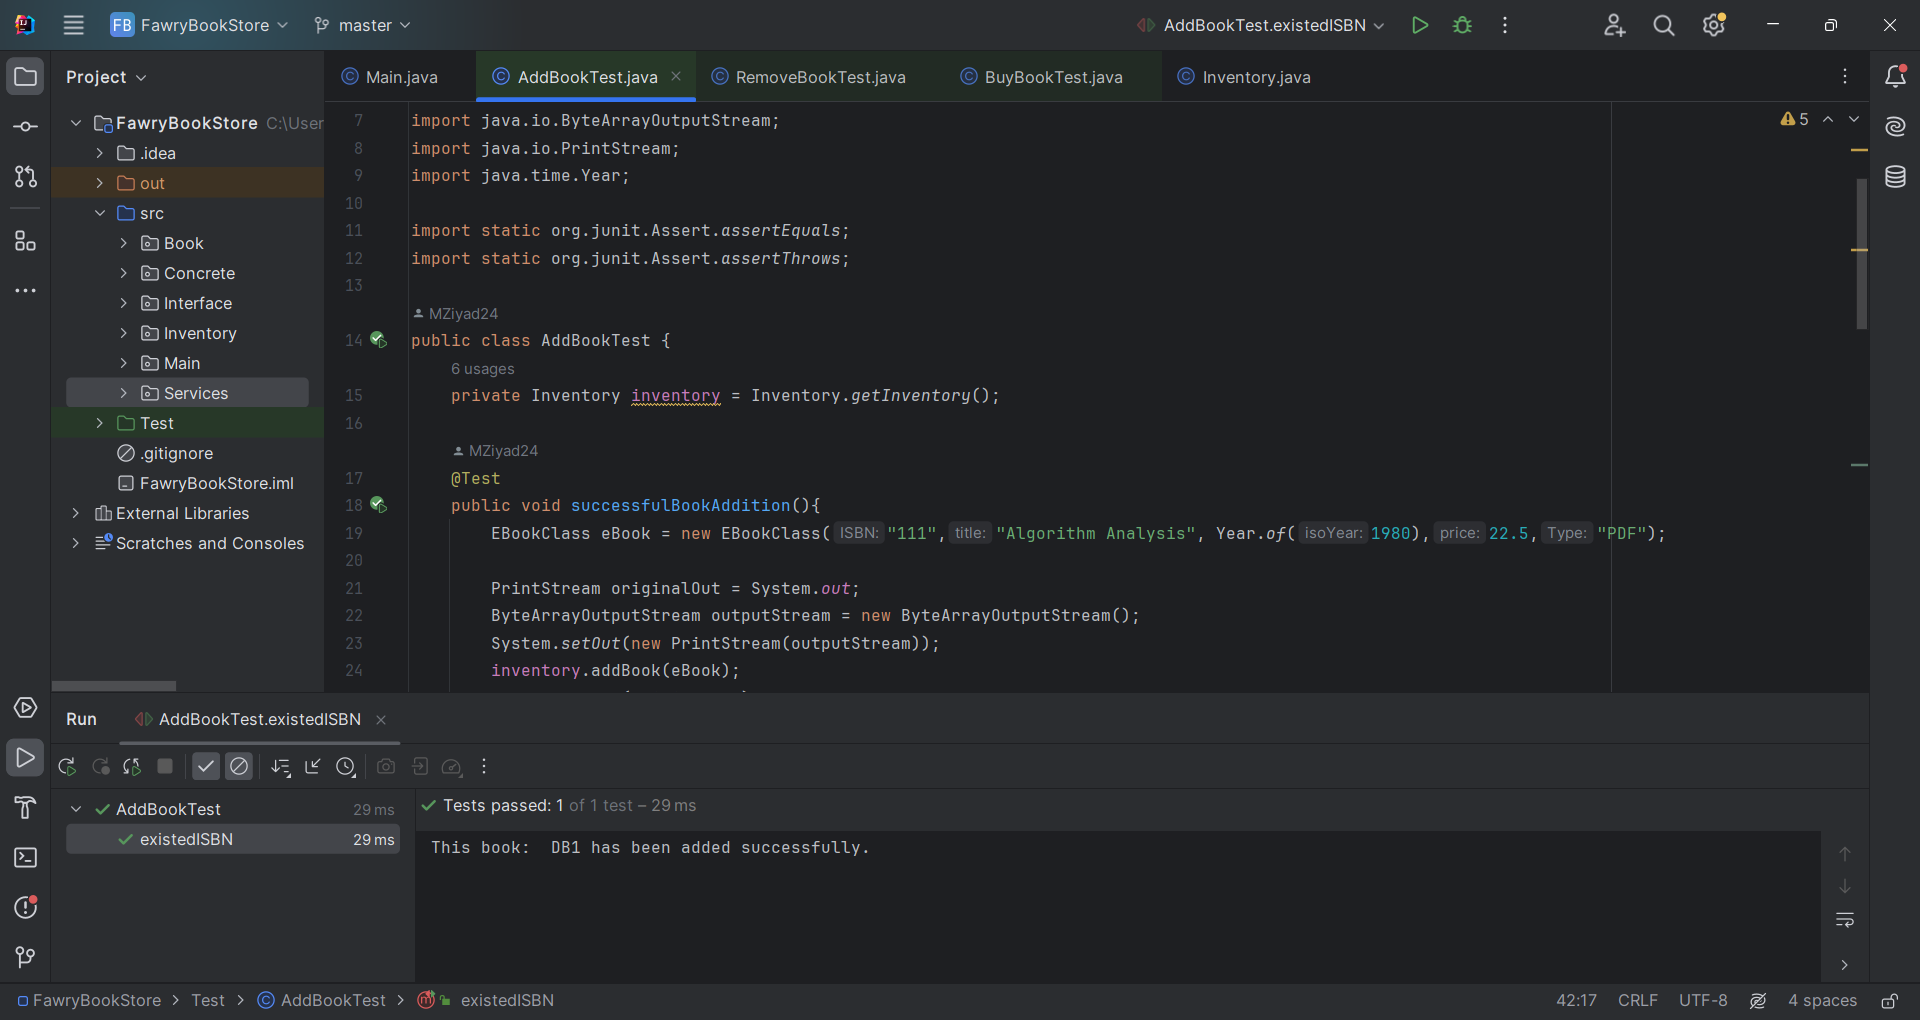 FB FawryBookStore master AddBookTest.existedISBN
Project
Main.java AddBookTest.java RemoveBookTest.java BuyBookTest.java Inventory.java
FawryBookStore C:\User
.idea
out
src
Book
Concrete
Interface
Inventory
Main
Services
Test
.gitignore
FawryBookStore.iml
External Libraries
Scratches and Consoles
5
7 import java.io.ByteArrayOutputStream;
8 import java.io.PrintStream;
9 import java.time.Year;
10
11 import static org.junit.Assert.assertEquals;
12 import static org.junit.Assert.assertThrows;
13
MZiyad24
14 public class AddBookTest {
6 usages
15 private Inventory inventory = Inventory.getInventory();
16
MZiyad24
17 @Test
18 public void successfulBookAddition(){
19 EBookClass eBook = new EBookClass( ISBN: "111", title: "Algorithm Analysis", Year.of( isoYear: 1980), price: 22.5, Type: "PDF");
20
21 PrintStream originalOut = System.out;
22 ByteArrayOutputStream outputStream = new ByteArrayOutputStream();
23 System.setOut(new PrintStream(outputStream));
24 inventory.addBook(eBook);
Run AddBookTest.existedISBN
AddBookTest 29 ms
existedISBN 29 ms
Tests passed: 1 of 1 test – 29 ms
This book:  DB1 has been added successfully.
FawryBookStore > Test > AddBookTest > existedISBN
42:17 CRLF UTF-8 4 spaces